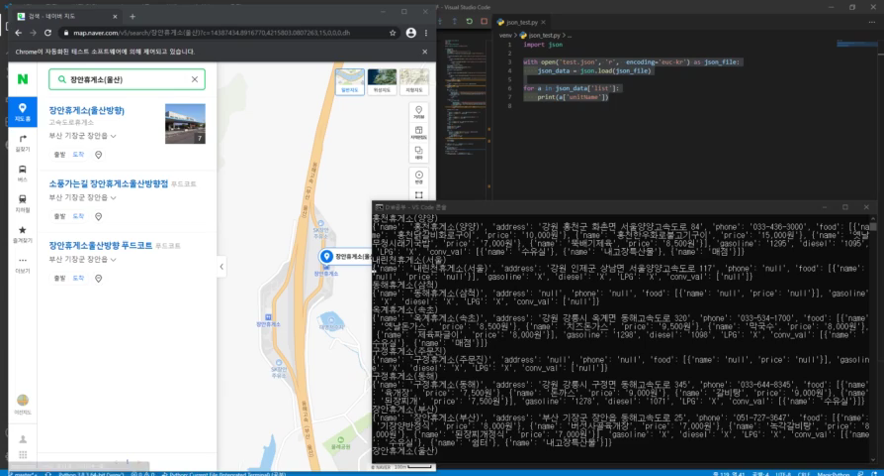 검색 - 네이버 지도
map.naver.com/v5/search/장안휴게소(울산)?c=14387434,8916770,4215803,0807263,15,0,0,0,dh
Chrome이 자동화된 테스트 소프트웨어에 의해 제어되고 있습니다.
장안휴게소(울산)
지도 홈
길찾기
버스
지하철
즐겨찾기
더보기
장안휴게소(울산방향)
고속도로휴게소
부산 기장군 장안읍
출발 도착
7
소풍가는길 장안휴게소울산방향점 푸드코트
부산 기장군 장안읍
출발 도착
장안휴게소울산방향 푸드코트 푸드코트
부산 기장군 장안읍
출발 도착
일반지도
위성지도
지형지도
거리뷰
장안휴게소
Visual Studio Code
json_test.py
venv > json_test.py > ...
1 import json
2
3 with open('test.json', 'r', encoding='euc-kr') as json_file:
4 json_data = json.load(json_file)
5
6 for a in json_data['list']:
7 print(a['unitName'])
8
홍천휴게소(양양)
{'name': '홍천휴게소(양양)', 'address': '강원 홍천군 화촌면 서울양양고속도로 84', 'phone': '033-436-3000', 'food': [{'n
ame': '홍천닭갈비화로구이', 'price': '10,000원'}, {'name': '홍천한우화로불고기구이', 'price': '15,000원'}, {'name': '옛날
무청시래기국밥', 'price': '7,000원'}, {'name': '뚝배기제육', 'price': '8,500원'}], 'gasoline': '1295', 'diesel': '1095',
'LPG': 'X', 'conv_val': [{'name': '수유실'}, {'name': '내고장특산물'}, {'name': '매점'}]}
내린천휴게소(서울)
{'name': '내린천휴게소(서울)', 'address': '강원 인제군 상남면 서울양양고속도로 117', 'phone': 'null', 'food': [{'name':
'null', 'price': 'null'}], 'gasoline': 'X', 'diesel': 'X', 'LPG': 'X', 'conv_val': ['null']}
동해휴게소(삼척)
{'name': '동해휴게소(삼척)', 'address': 'null', 'phone': 'null', 'food': [{'name': 'null', 'price': 'null'}], 'gasoline'
: 'X', 'diesel': 'X', 'LPG': 'X', 'conv_val': ['null']}
옥계휴게소(속초)
{'name': '옥계휴게소(속초)', 'address': '강원 강릉시 옥계면 동해고속도로 320', 'phone': '033-534-1700', 'food': [{'name'
: '옛날돈가스', 'price': '8,500원'}, {'name': '치즈돈가스', 'price': '9,500원'}, {'name': '막국수', 'price': '8,000원'},
{'name': '제육짜글이', 'price': '8,000원'}], 'gasoline': '1298', 'diesel': '1098', 'LPG': 'X', 'conv_val': [{'name': '
수유실'}, {'name': '매점'}]}
구정휴게소(주문진)
{'name': '구정휴게소(주문진)', 'address': 'null', 'phone': 'null', 'food': [{'name': 'null', 'price': 'null'}], 'gasolin
e': 'X', 'diesel': 'X', 'LPG': 'X', 'conv_val': ['null']}
구정휴게소(동해)
{'name': '구정휴게소(동해)', 'address': '강원 강릉시 구정면 동해고속도로 345', 'phone': '033-644-8345', 'food': [{'name'
: '육개장', 'price': '7,500원'}, {'name': '돈까스', 'price': '9,000원'}, {'name': '갈비탕', 'price': '9,000원'}, {'name':
'된장찌개', 'price': '7,500원'}], 'gasoline': '1278', 'diesel': '1071', 'LPG': 'X', 'conv_val': [{'name': '수유실'}]}
장안휴게소(부산)
{'name': '장안휴게소(부산)', 'address': '부산 기장군 장안읍 동해고속도로 25', 'phone': '051-727-3647', 'food': [{'name':
'기장양반정식', 'price': '8,000원'}, {'name': '버섯사골육개장', 'price': '7,000원'}, {'name': '녹각갈비탕', 'price': '8
,000원'}, {'name': '된장찌개정식', 'price': '7,000원'}], 'gasoline': 'X', 'diesel': 'X', 'LPG': 'X', 'conv_val': [{'name'
: '수유실'}, {'name': '쉼터'}, {'name': '내고장특산물'}]}
장안휴게소(울산)